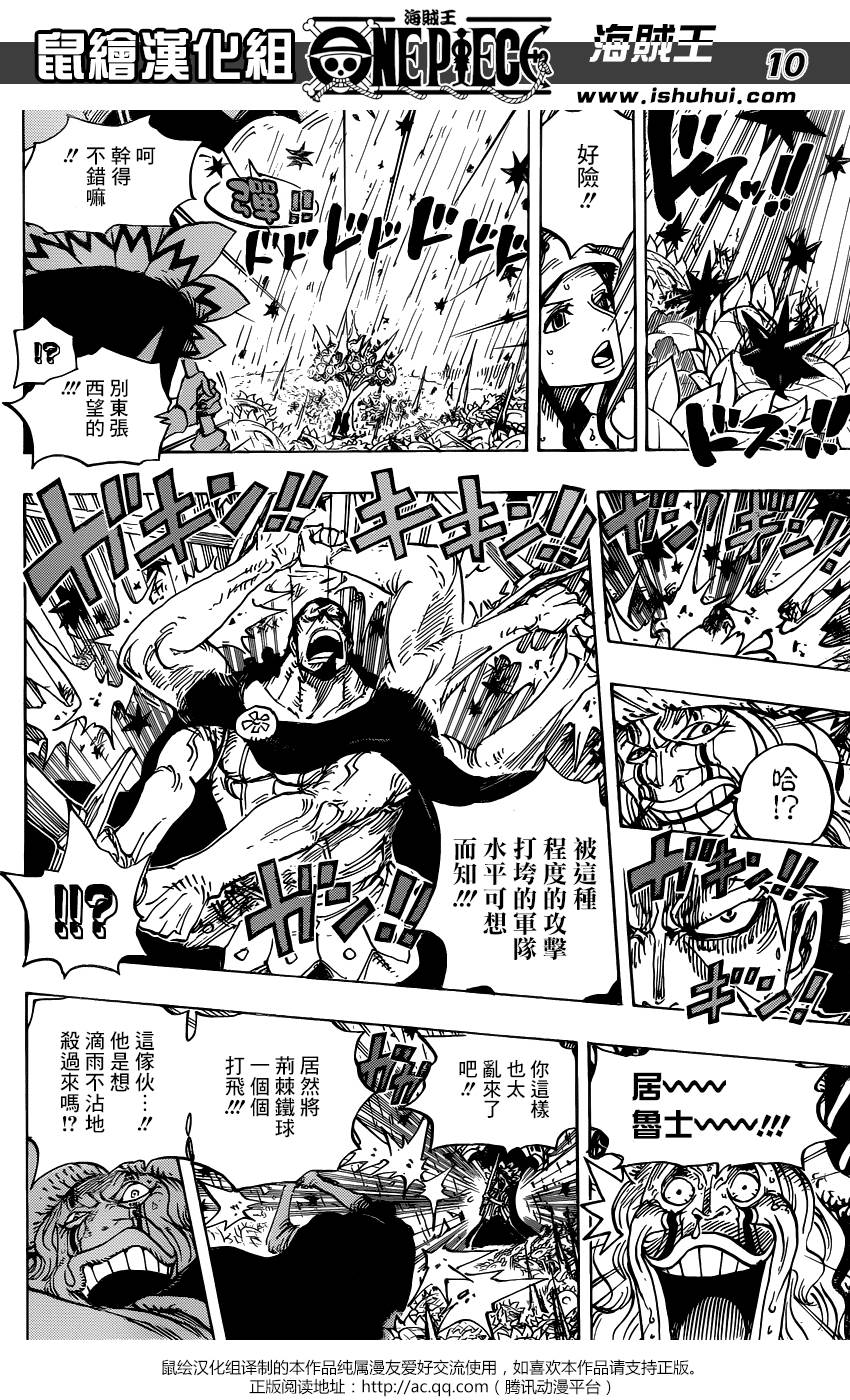 鼠繪漢化組
海賊王
ONE PIECE
海賊王
10
www.ishuhui.com
ドスッ!!
ドスッ!!
好
險!!
ドドドドドド
呵
幹得
不錯嘛
!!
!?
別東張
西望的
!!!
ガキン!!
キキン!!
ガキン!!
被這種
程度的攻擊
打垮的軍隊
水平可想
而知!!!
!!?
哈
!?
ガキン!!
ギン!!
居〰〰
魯士〰〰!!!
你這樣
也太
亂來了
吧!!
居然將
荊棘鐵球
一個個
打飛!!!
這傢伙…!!
他是想
滴雨不沾地
殺過來嗎!?
鼠绘汉化组译制的本作品纯属漫友爱好交流使用，如喜欢本作品请支持正版。
正版阅读地址：http://ac.qq.com（腾讯动漫平台）